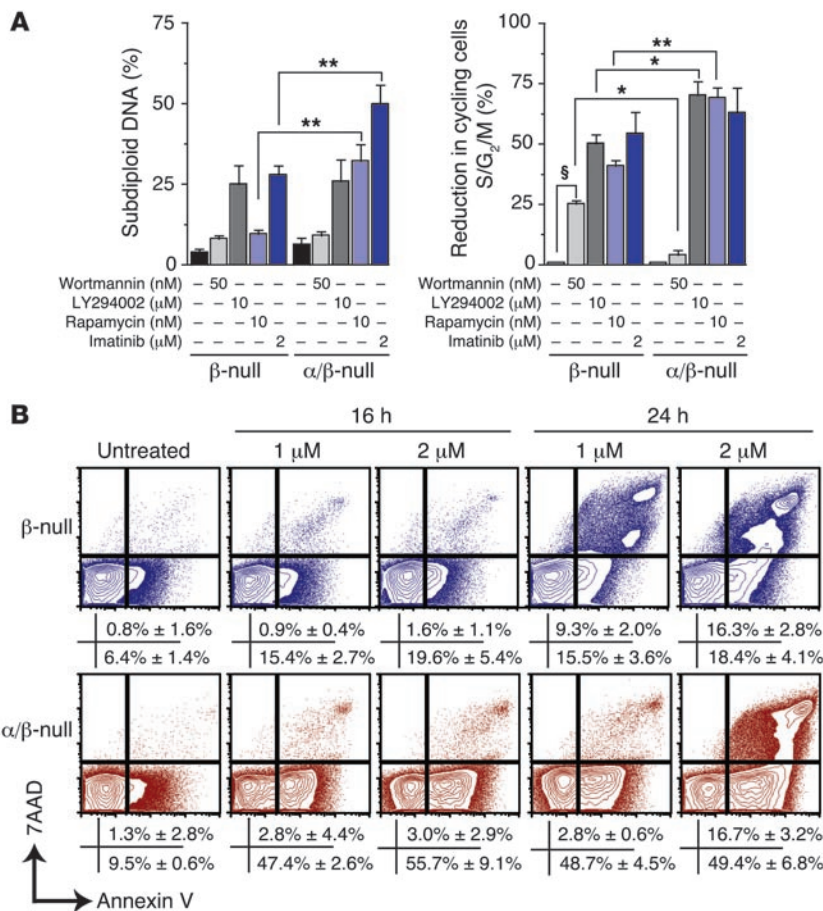 A
Subdiploid DNA (%)
75
50
25
0
**
**
Wortmannin (nM) – 50 – – – – 50 – – –
LY294002 (μM) – – 10 – – – – 10 – –
Rapamycin (nM) – – – 10 – – – – 10 –
Imatinib (μM) – – – – 2 – – – – 2
β-null α/β-null
Reduction in cycling cells
S/G₂/M (%)
100
75
50
25
0
**
*
*
§
Wortmannin (nM) – 50 – – – – 50 – – –
LY294002 (μM) – – 10 – – – – 10 – –
Rapamycin (nM) – – – 10 – – – – 10 –
Imatinib (μM) – – – – 2 – – – – 2
β-null α/β-null
B
16 h 24 h
Untreated 1 μM 2 μM 1 μM 2 μM
β-null
0.8% ± 1.6% 0.9% ± 0.4% 1.6% ± 1.1% 9.3% ± 2.0% 16.3% ± 2.8%
6.4% ± 1.4% 15.4% ± 2.7% 19.6% ± 5.4% 15.5% ± 3.6% 18.4% ± 4.1%
α/β-null
1.3% ± 2.8% 2.8% ± 4.4% 3.0% ± 2.9% 2.8% ± 0.6% 16.7% ± 3.2%
9.5% ± 0.6% 47.4% ± 2.6% 55.7% ± 9.1% 48.7% ± 4.5% 49.4% ± 6.8%
7AAD
Annexin V